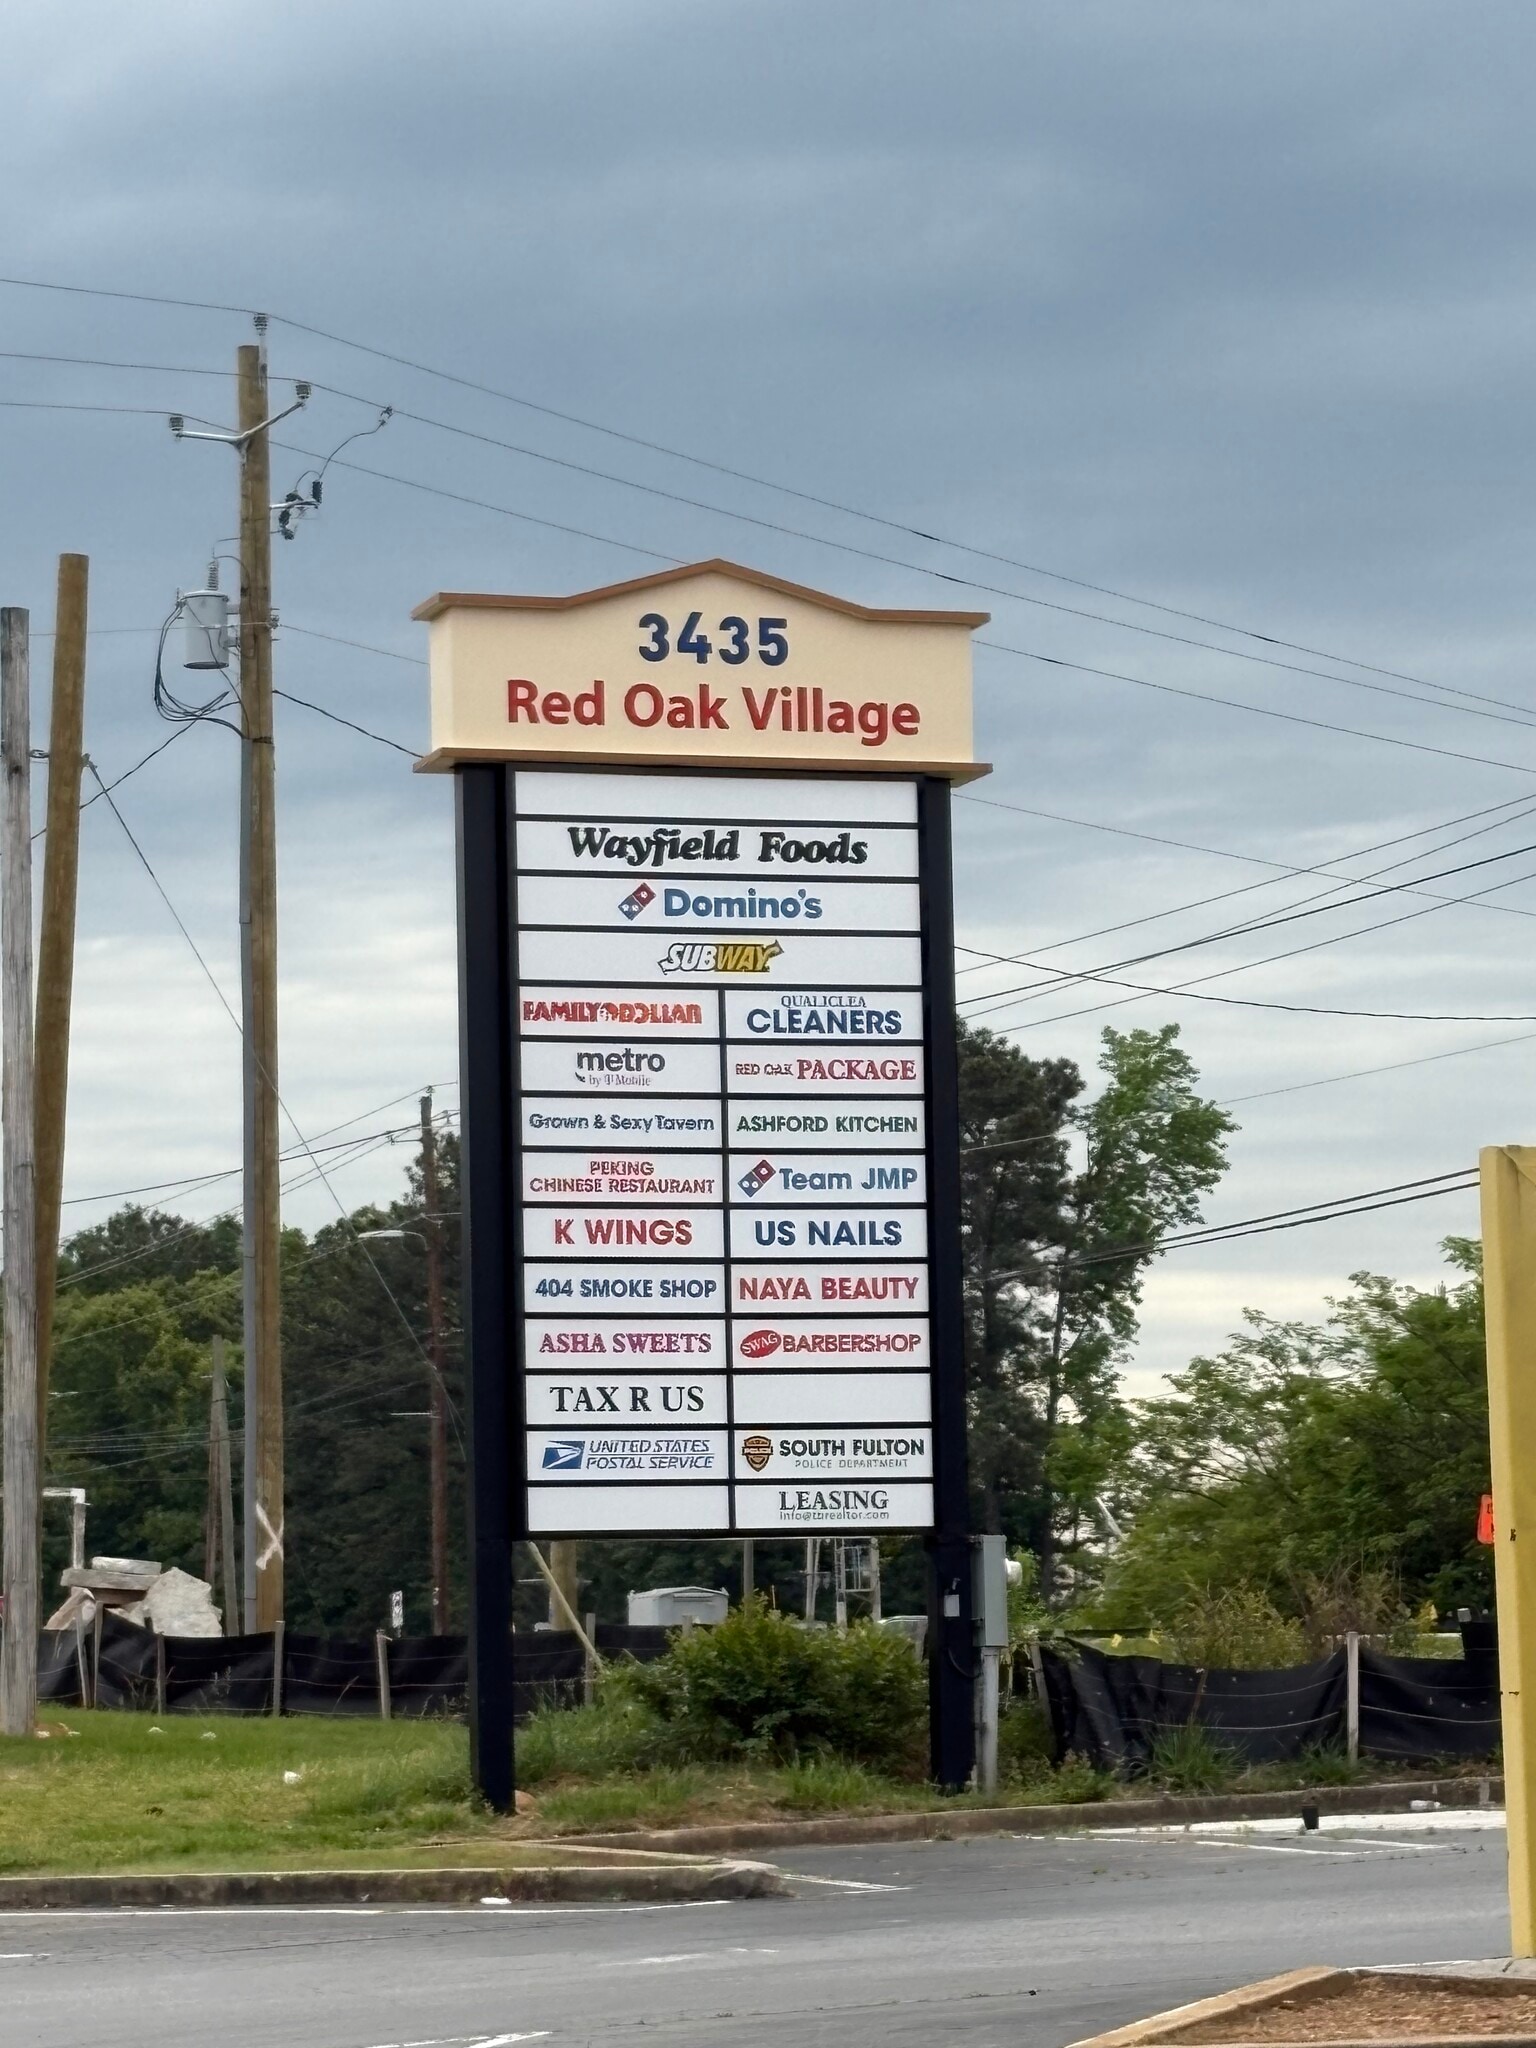 3435
Red Oak Village
Wayfield Foods
Domino's
SUBWAY
FAMILY DOLLAR
QUALICLEA
CLEANERS
metro
by T Mobile
RED OAK PACKAGE
Grown & Sexy Tavern
ASHFORD KITCHEN
PEKING
CHINESE RESTAURANT
Team JMP
K WINGS
US NAILS
404 SMOKE SHOP
NAYA BEAUTY
ASHA SWEETS
SWAG BARBERSHOP
TAX R US
UNITED STATES
POSTAL SERVICE
SOUTH FULTON
POLICE DEPARTMENT
LEASING